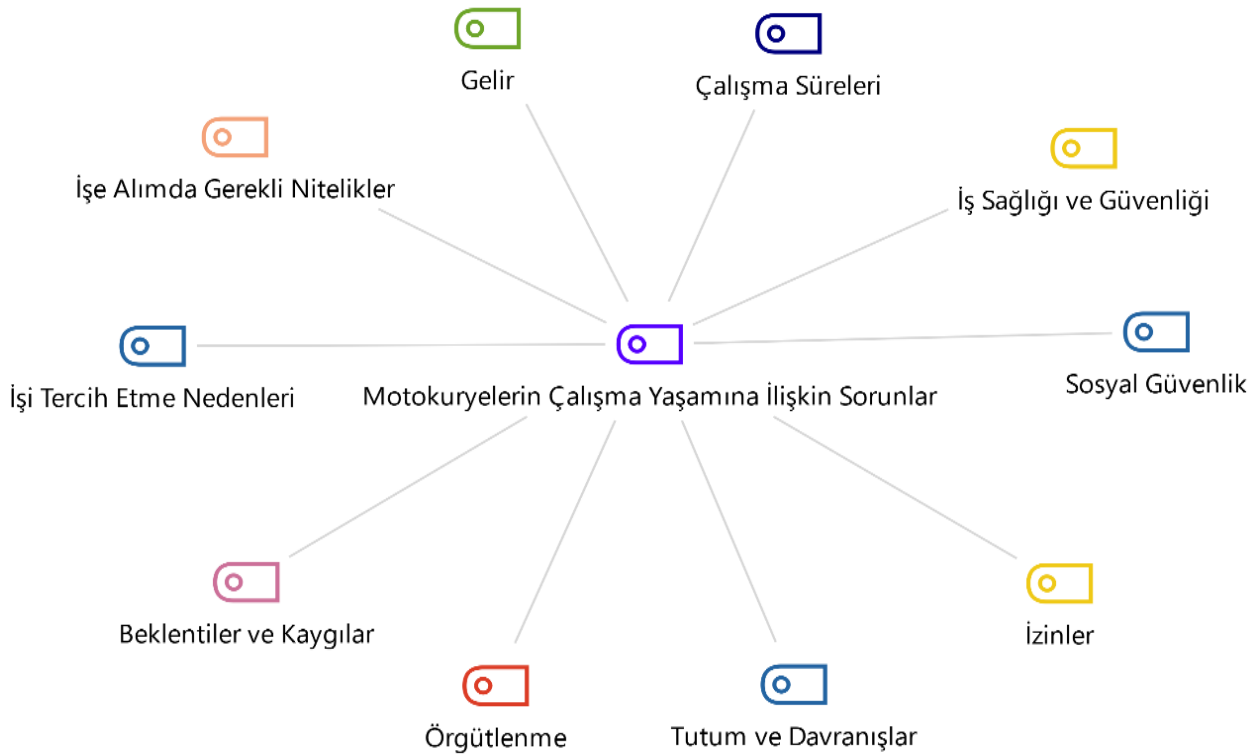 Gelir
Çalışma Süreleri
İşe Alımda Gerekli Nitelikler
İş Sağlığı ve Güvenliği
İşi Tercih Etme Nedenleri
Motokuryelerin Çalışma Yaşamına İlişkin Sorunlar
Sosyal Güvenlik
Beklentiler ve Kaygılar
İzinler
Örgütlenme
Tutum ve Davranışlar